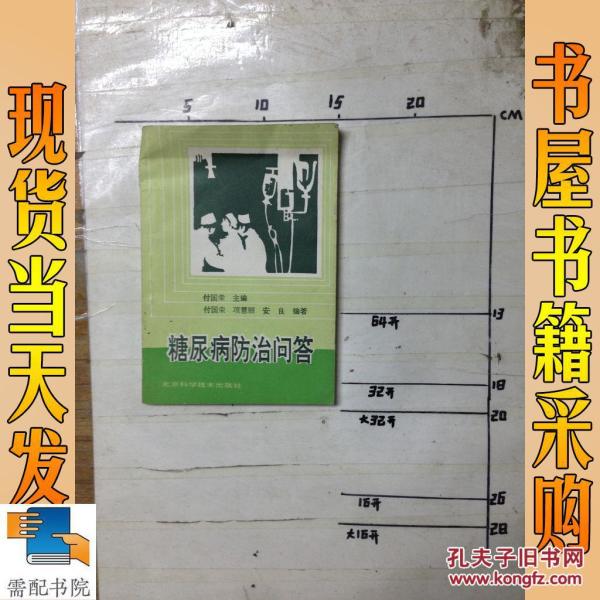 现货当天发
需配书院
书屋书籍采购
5 10 15 20 CM
付国荣 主编
付国荣 项慧丽 安良 编著
糖尿病防治问答
北京科学技术出版社
64开 13
32开 18
大32开 20
16开 26
大16开 28
孔夫子旧书网
www.kongfz.com